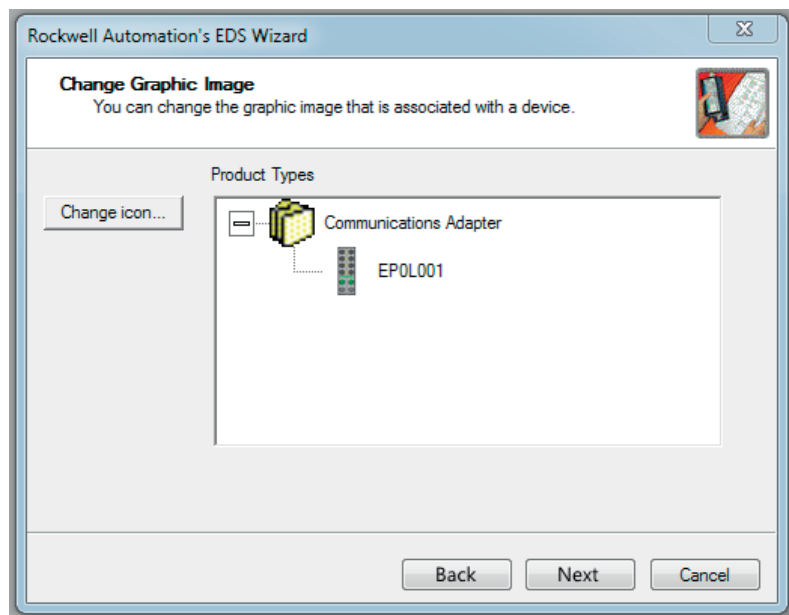 Rockwell Automation's EDS Wizard
Change Graphic Image
You can change the graphic image that is associated with a device.
Product Types
Change icon...
Communications Adapter
EP0L001
Back
Next
Cancel